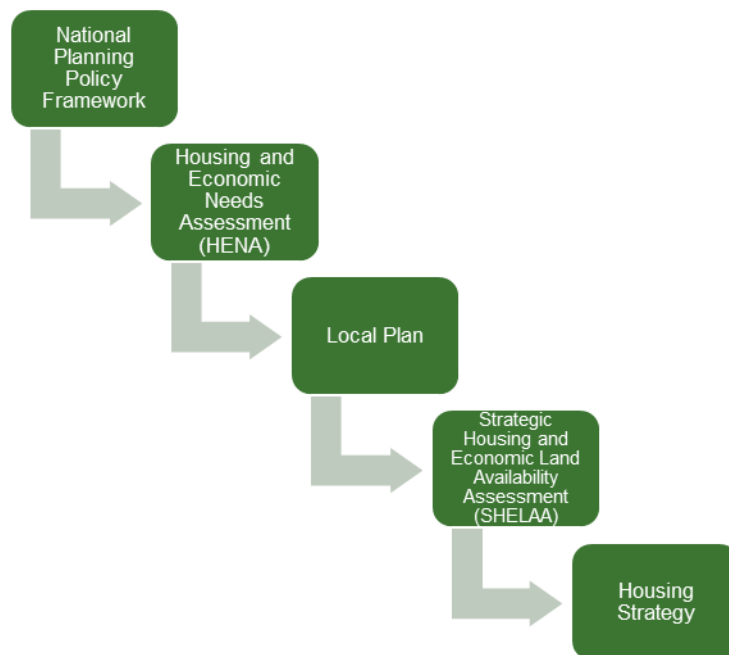 National
Planning
Policy
Framework
Housing and
Economic
Needs
Assessment
(HENA)
Local Plan
Strategic
Housing and
Economic Land
Availability
Assessment
(SHELAA)
Housing
Strategy